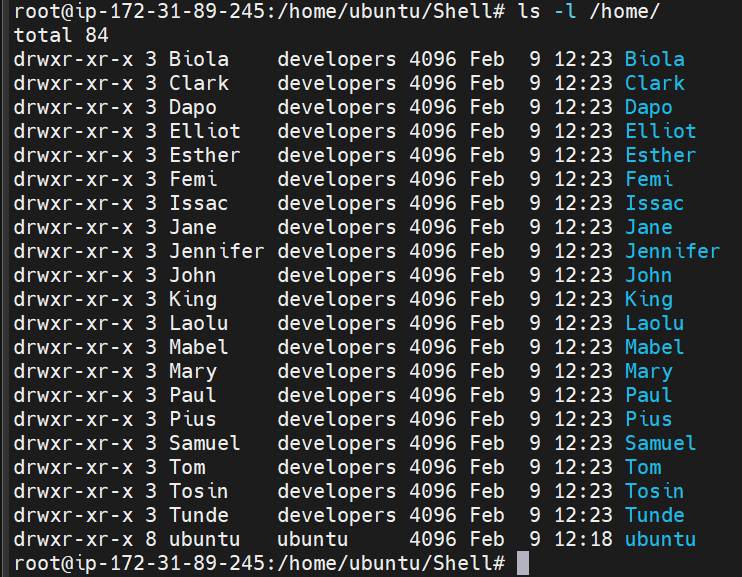 root@ip-172-31-89-245:/home/ubuntu/Shell# ls -l /home/
total 84
drwxr-xr-x 3 Biola    developers 4096 Feb  9 12:23 Biola
drwxr-xr-x 3 Clark    developers 4096 Feb  9 12:23 Clark
drwxr-xr-x 3 Dapo     developers 4096 Feb  9 12:23 Dapo
drwxr-xr-x 3 Elliot   developers 4096 Feb  9 12:23 Elliot
drwxr-xr-x 3 Esther   developers 4096 Feb  9 12:23 Esther
drwxr-xr-x 3 Femi     developers 4096 Feb  9 12:23 Femi
drwxr-xr-x 3 Issac    developers 4096 Feb  9 12:23 Issac
drwxr-xr-x 3 Jane     developers 4096 Feb  9 12:23 Jane
drwxr-xr-x 3 Jennifer developers 4096 Feb  9 12:23 Jennifer
drwxr-xr-x 3 John     developers 4096 Feb  9 12:23 John
drwxr-xr-x 3 King     developers 4096 Feb  9 12:23 King
drwxr-xr-x 3 Laolu    developers 4096 Feb  9 12:23 Laolu
drwxr-xr-x 3 Mabel    developers 4096 Feb  9 12:23 Mabel
drwxr-xr-x 3 Mary     developers 4096 Feb  9 12:23 Mary
drwxr-xr-x 3 Paul     developers 4096 Feb  9 12:23 Paul
drwxr-xr-x 3 Pius     developers 4096 Feb  9 12:23 Pius
drwxr-xr-x 3 Samuel   developers 4096 Feb  9 12:23 Samuel
drwxr-xr-x 3 Tom      developers 4096 Feb  9 12:23 Tom
drwxr-xr-x 3 Tosin    developers 4096 Feb  9 12:23 Tosin
drwxr-xr-x 3 Tunde    developers 4096 Feb  9 12:23 Tunde
drwxr-xr-x 8 ubuntu   ubuntu     4096 Feb  9 12:18 ubuntu
root@ip-172-31-89-245:/home/ubuntu/Shell#